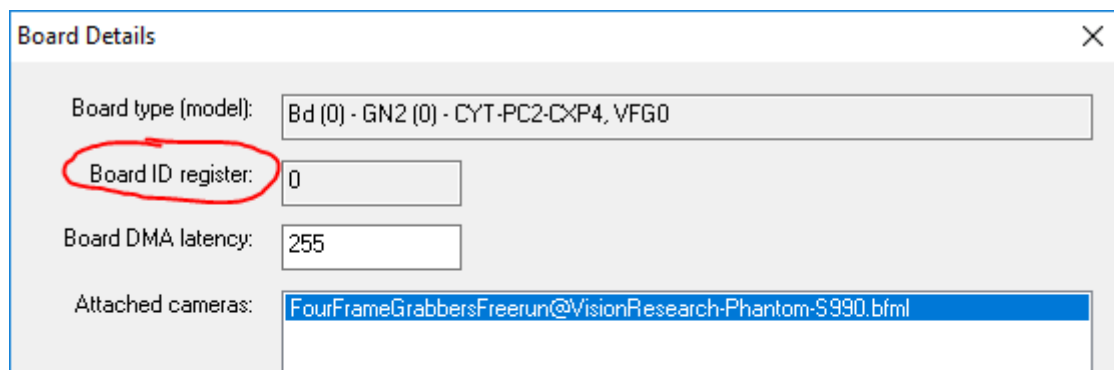 Board Details
Board type (model): Bd (0) - GN2 (0) - CYT-PC2-CXP4, VFG0
Board ID register: 0
Board DMA latency: 255
Attached cameras: FourFrameGrabbersFreerun@VisionResearch-Phantom-S990.bfml